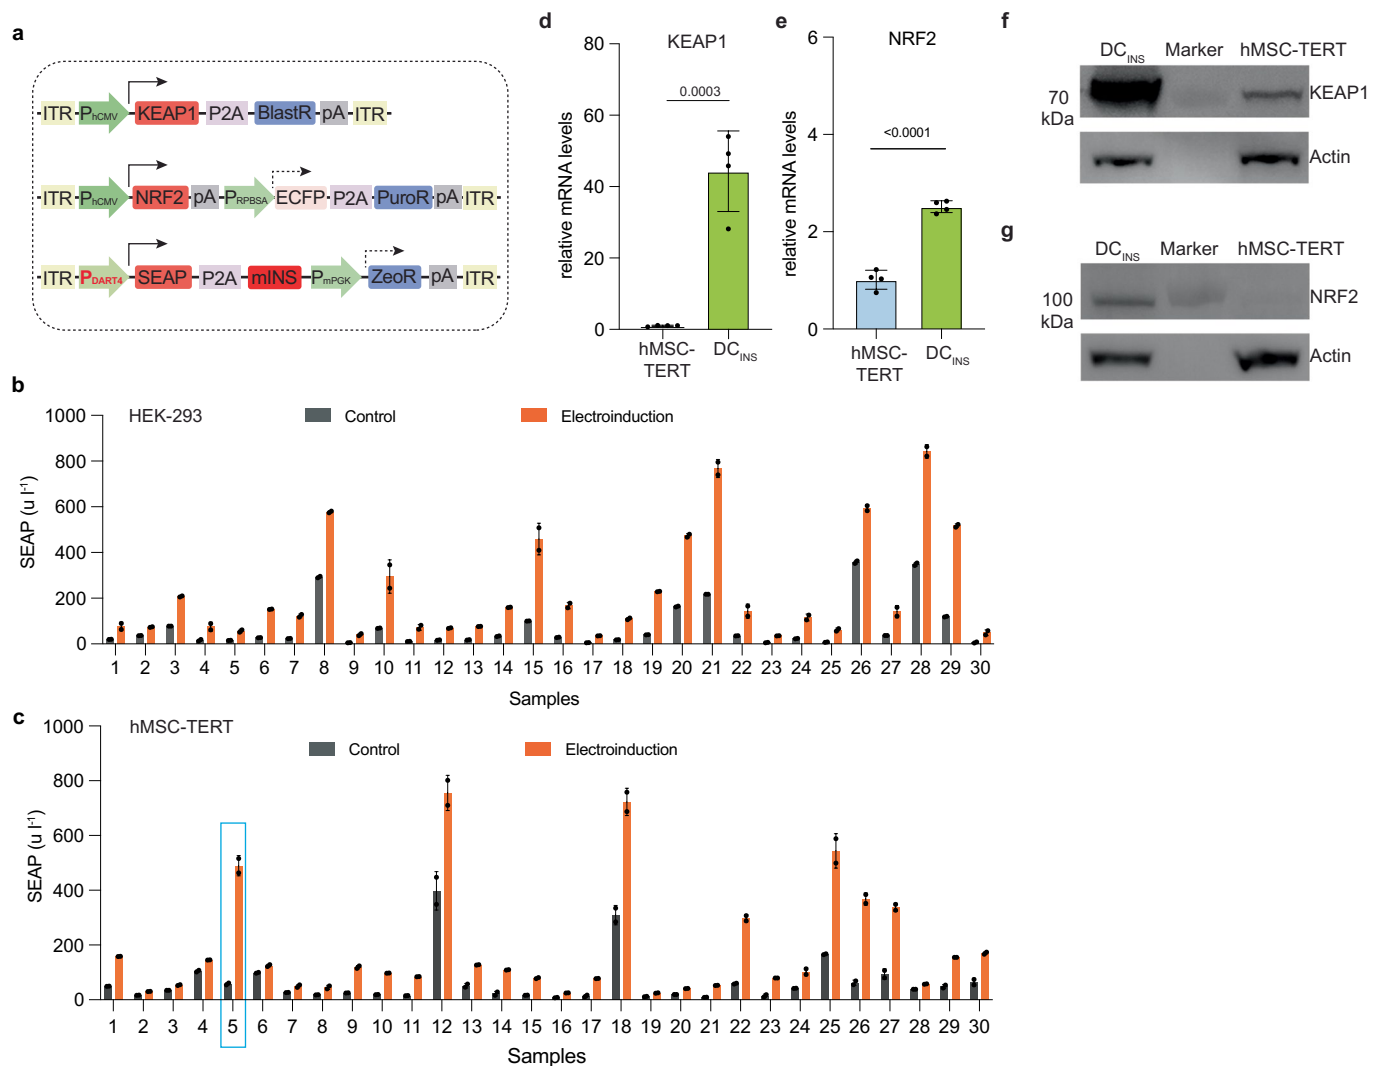 a
ITR PhCMV KEAP1 P2A BlastR pA ITR
ITR PhCMV NRF2 pA PRPBSA ECFP P2A PuroR pA ITR
ITR PDART4 SEAP P2A mINS PmPGK ZeoR pA ITR
d
KEAP1
0.0003
relative mRNA levels
80
60
40
20
0
hMSC-
TERT
DCINS
e
NRF2
<0.0001
relative mRNA levels
6
4
2
0
hMSC-
TERT
DCINS
f
DCINS Marker hMSC-TERT
70
kDa
KEAP1
Actin
g
DCINS Marker hMSC-TERT
100
kDa
NRF2
Actin
b
HEK-293
Control
Electroinduction
SEAP (u l-1)
1000
800
600
400
200
0
1 2 3 4 5 6 7 8 9 10 11 12 13 14 15 16 17 18 19 20 21 22 23 24 25 26 27 28 29 30
Samples
c
hMSC-TERT
Control
Electroinduction
SEAP (u l-1)
1000
800
600
400
200
0
1 2 3 4 5 6 7 8 9 10 11 12 13 14 15 16 17 18 19 20 21 22 23 24 25 26 27 28 29 30
Samples